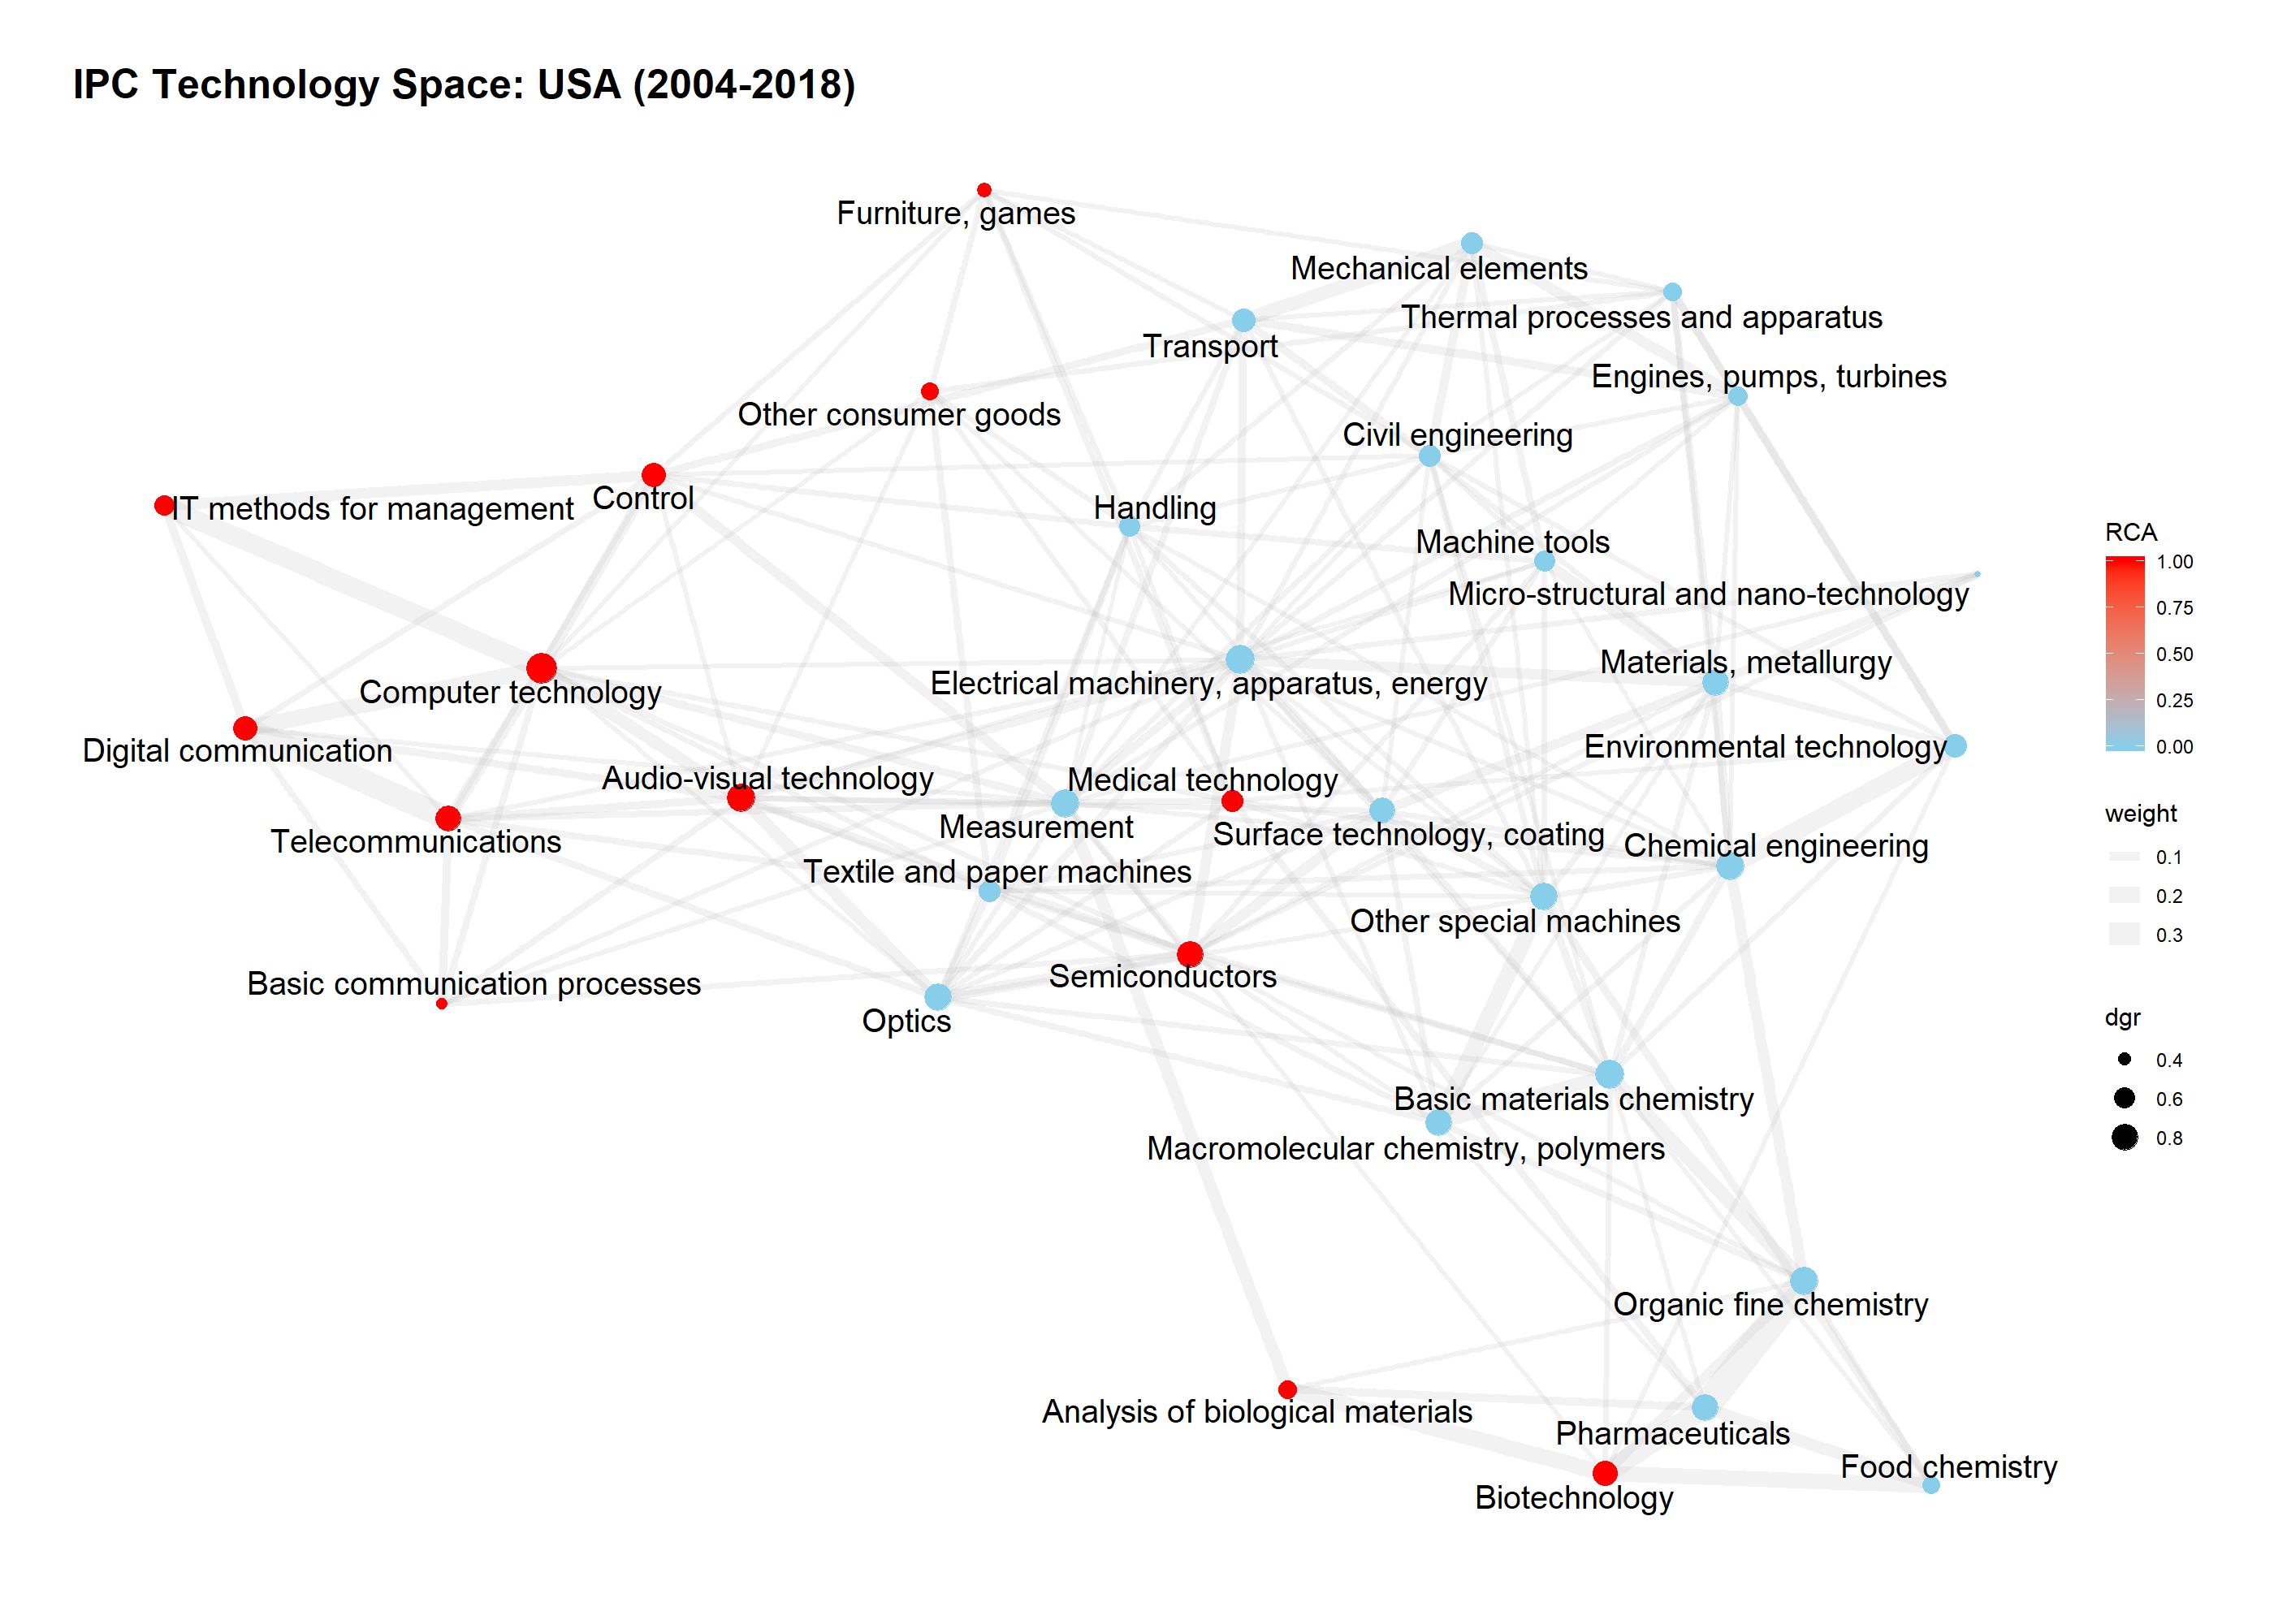 IPC Technology Space: USA (2004-2018)
Furniture, games
Mechanical elements
Thermal processes and apparatus
Transport
Engines, pumps, turbines
Other consumer goods
Civil engineering
IT methods for management
Control
Handling
Machine tools
Micro-structural and nano-technology
Materials, metallurgy
Electrical machinery, apparatus, energy
Computer technology
Digital communication
Environmental technology
Audio-visual technology
Medical technology
Measurement
Surface technology, coating
Telecommunications
Chemical engineering
Textile and paper machines
Other special machines
Basic communication processes
Semiconductors
Optics
Basic materials chemistry
Macromolecular chemistry, polymers
Organic fine chemistry
Analysis of biological materials
Pharmaceuticals
Food chemistry
Biotechnology
RCA
1.00
0.75
0.50
0.25
0.00
weight
0.1
0.2
0.3
dgr
0.4
0.6
0.8